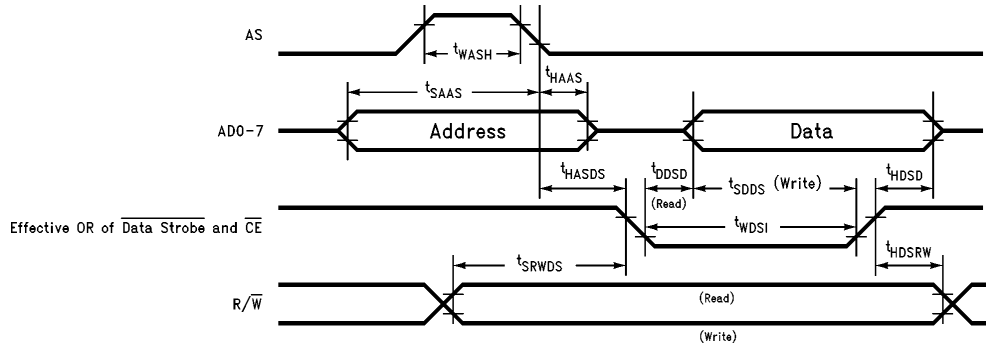 AS
tWASH
tHAAS
tSAAS
AD0-7
Address
Data
tHASDS
tDDSD
(Read)
tSDDS (Write)
tHDSD
Effective OR of Data Strobe and CE
tWDSI
tHDSRW
tSRWDS
R/W
(Read)
(Write)